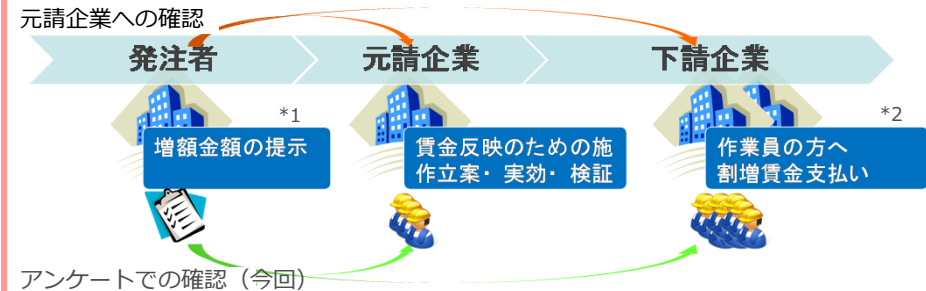 元請企業への確認
発注者
元請企業
下請企業
*1
*2
増額金額の提示
賃金反映のための施
作立案・実効・検証
作業員の方へ
割増賃金支払い
アンケートでの確認（今回）